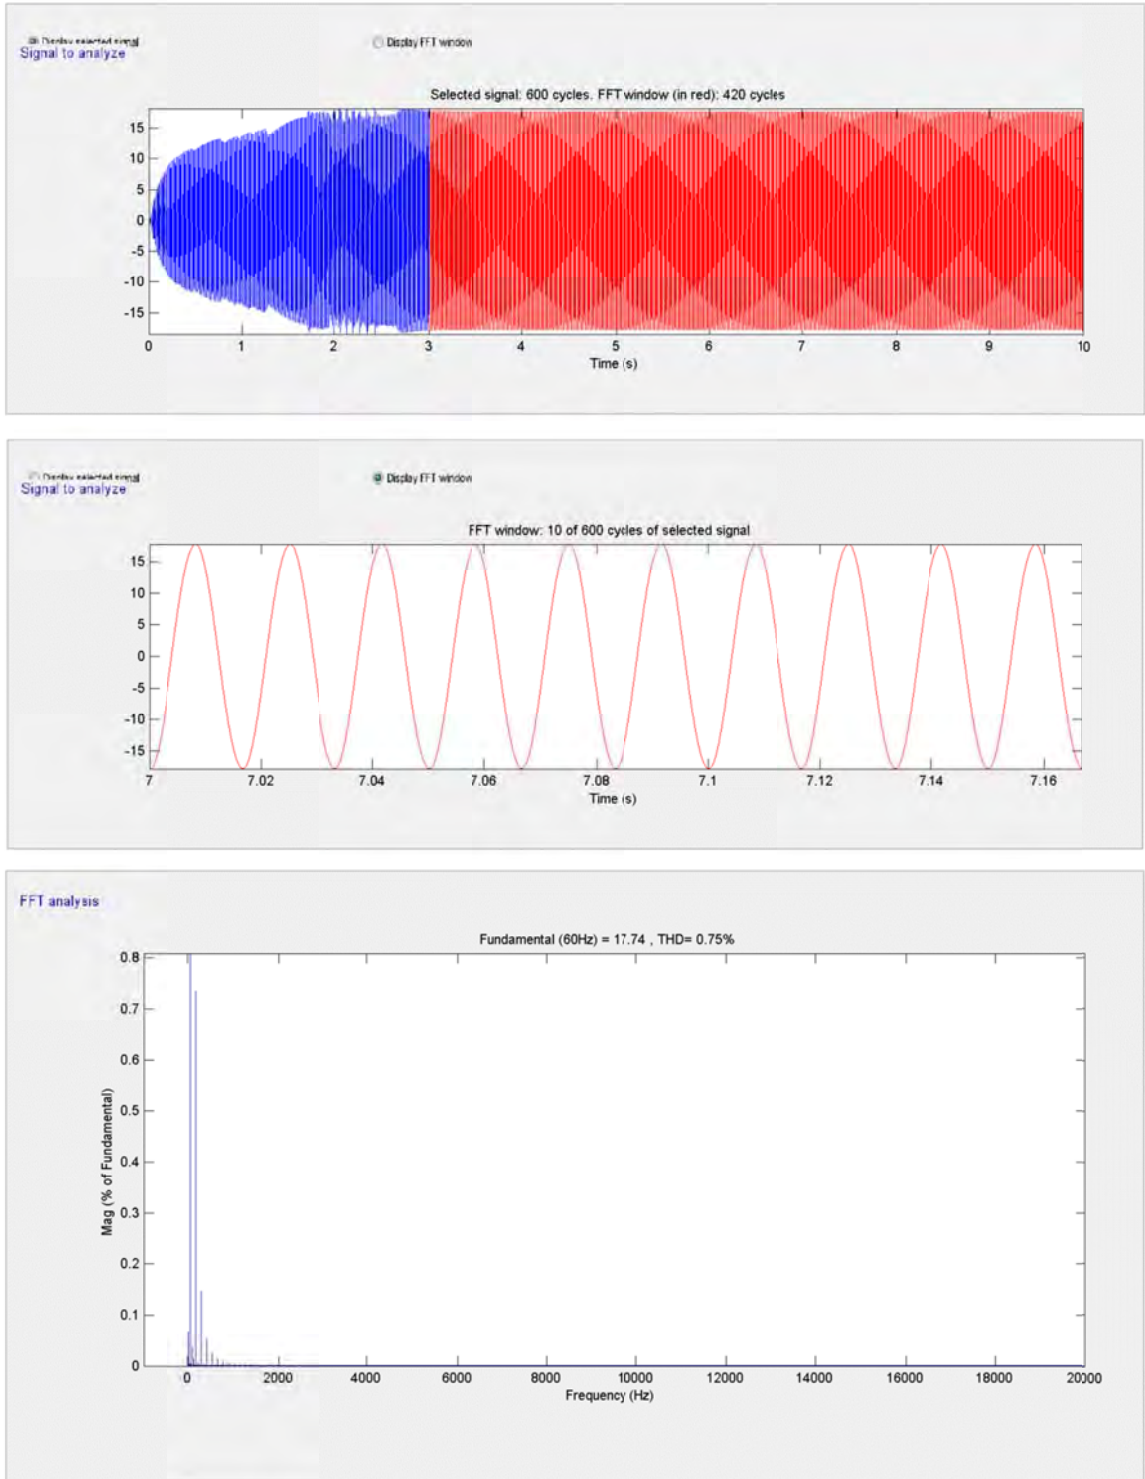 Display selected signal
Display FFT window
Signal to analyze
Selected signal: 600 cycles. FFT window (in red): 420 cycles
15
10
5
0
-5
-10
-15
0 1 2 3 4 5 6 7 8 9 10
Time (s)
Display selected signal
Display FFT window
Signal to analyze
FFT window: 10 of 600 cycles of selected signal
15
10
5
0
-5
-10
-15
7 7.02 7.04 7.06 7.08 7.1 7.12 7.14 7.16
Time (s)
FFT analysis
Fundamental (60Hz) = 17.74 , THD= 0.75%
0.8
0.7
0.6
0.5
0.4
0.3
0.2
0.1
0
Mag (% of Fundamental)
0 2000 4000 6000 8000 10000 12000 14000 16000 18000 20000
Frequency (Hz)